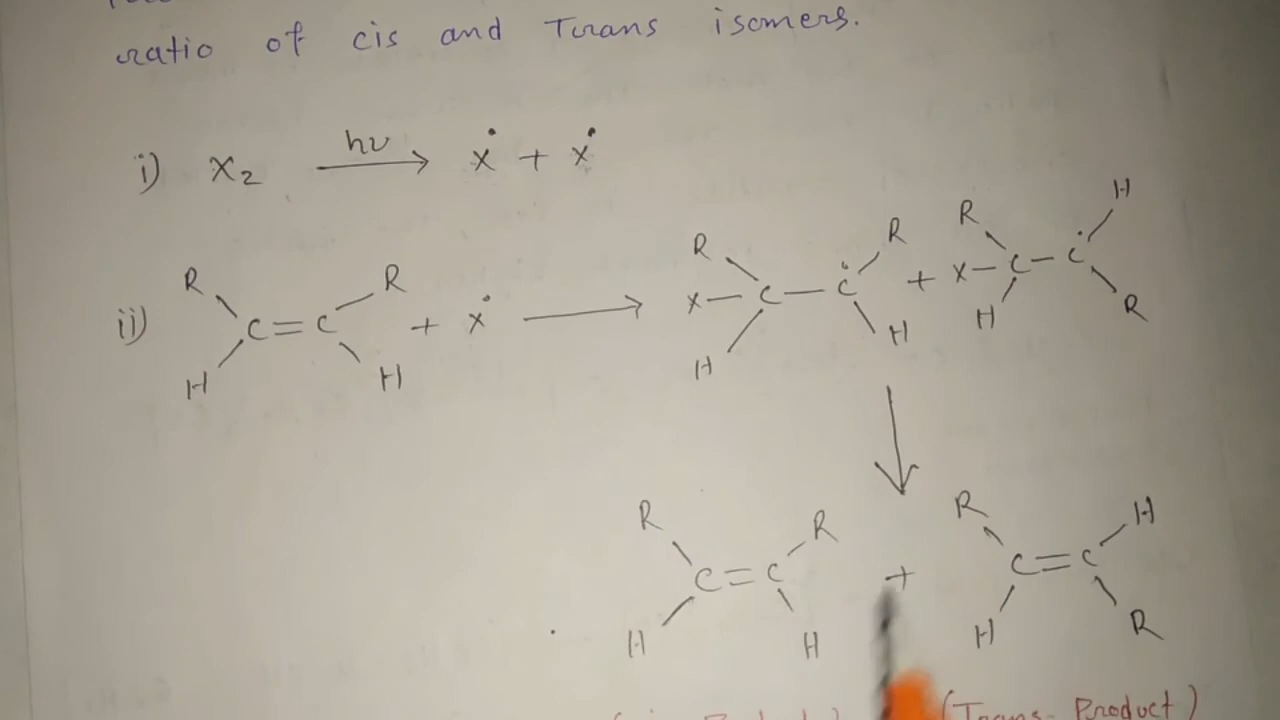 ratio of cis and Trans isomers.
i) X2 hν → Ẋ + Ẋ
R R R R R H
ii) C=C + Ẋ → X-C-Ċ + X-C-Ċ
H H H H H R
R R R H
C=C + C=C
H H H R
(Trans-Product)